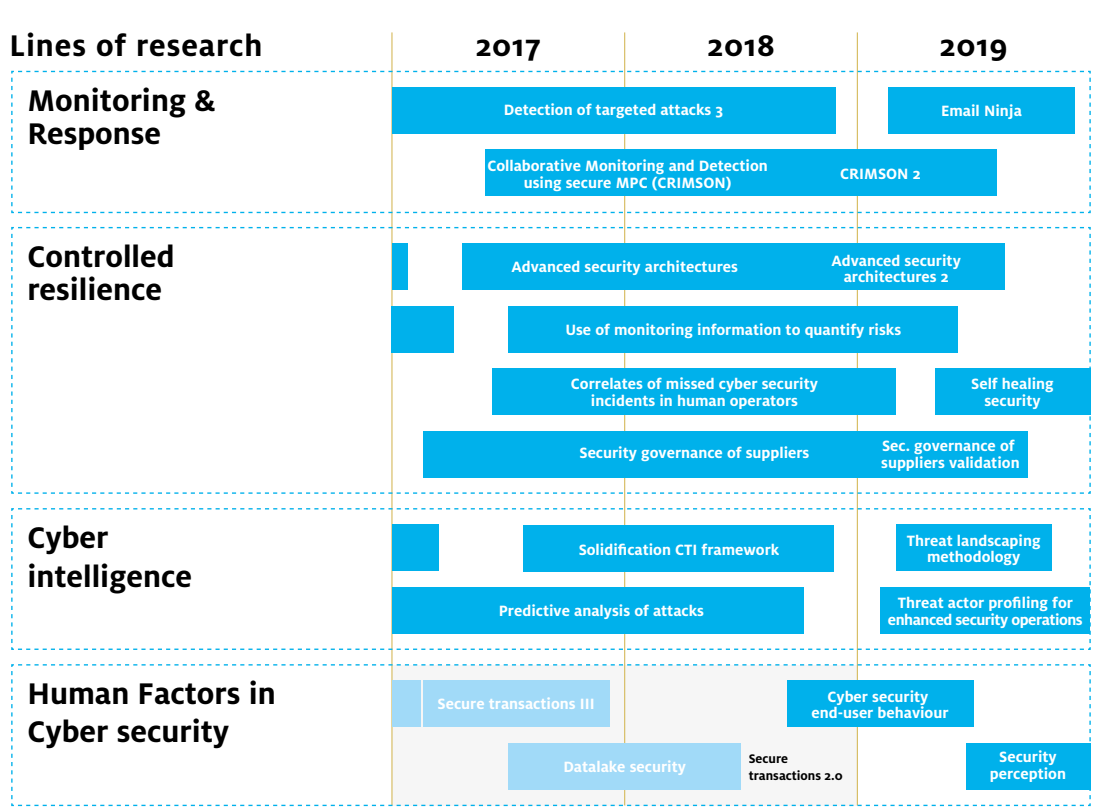 Lines of research
2017
2018
2019
Monitoring &
Response
Detection of targeted attacks 3
Email Ninja
Collaborative Monitoring and Detection
using secure MPC (CRIMSON)
CRIMSON 2
Controlled
resilience
Advanced security architectures
Advanced security
architectures 2
Use of monitoring information to quantify risks
Correlates of missed cyber security
incidents in human operators
Self healing
security
Security governance of suppliers
Sec. governance of
suppliers validation
Cyber
intelligence
Solidification CTI framework
Threat landscaping
methodology
Predictive analysis of attacks
Threat actor profiling for
enhanced security operations
Human Factors in
Cyber security
Secure transactions III
Cyber security
end-user behaviour
Datalake security
Secure
transactions 2.0
Security
perception